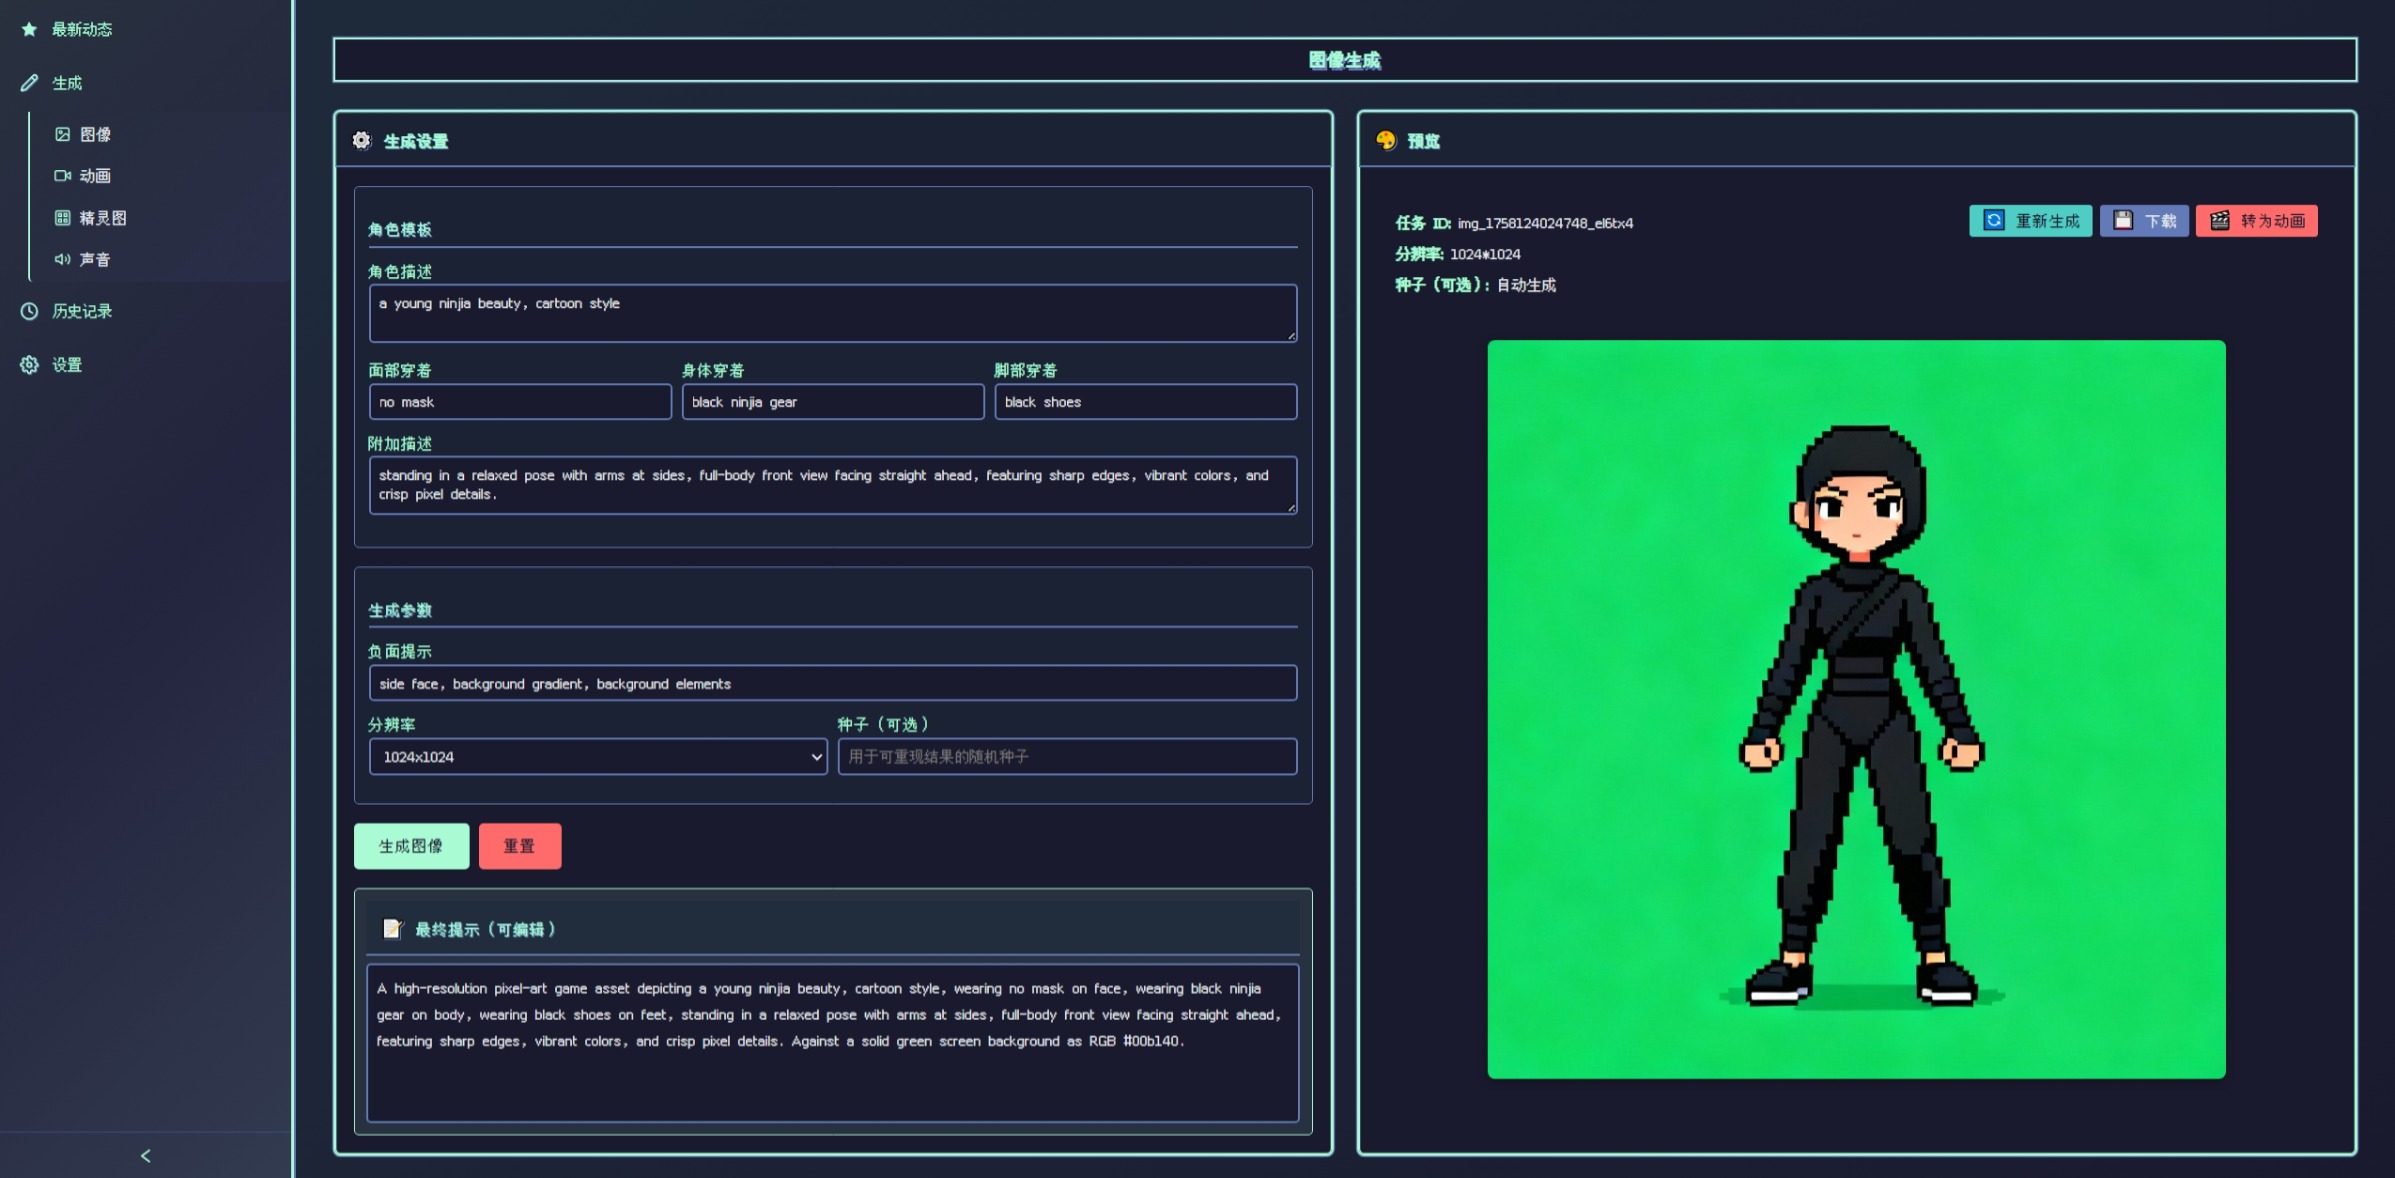 最新动态
生成
图像
动画
精灵图
声音
历史记录
设置
图像生成
生成设置
角色模板
角色描述
a young ninjia beauty, cartoon style
面部穿着
身体穿着
脚部穿着
no mask
black ninjia gear
black shoes
附加描述
standing in a relaxed pose with arms at sides, full-body front view facing straight ahead, featuring sharp edges, vibrant colors, and
crisp pixel details.
生成参数
负面提示
side face, background gradient, background elements
分辨率
种子（可选）
1024x1024
用于可重现结果的随机种子
生成图像
重置
最终提示（可编辑）
A high-resolution pixel-art game asset depicting a young ninjia beauty, cartoon style, wearing no mask on face, wearing black ninjia
gear on body, wearing black shoes on feet, standing in a relaxed pose with arms at sides, full-body front view facing straight ahead,
featuring sharp edges, vibrant colors, and crisp pixel details. Against a solid green screen background as RGB #00b140.
预览
任务 ID: img_1758124024748_el6tx4
重新生成
下载
转为动画
分辨率: 1024*1024
种子（可选）: 自动生成